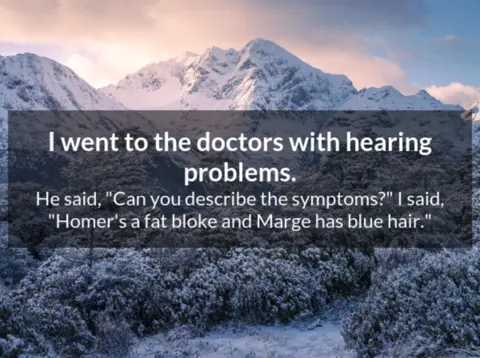 I went to the doctors with hearing
problems.
He said, "Can you describe the symptoms?" I said,
"Homer's a fat bloke and Marge has blue hair."